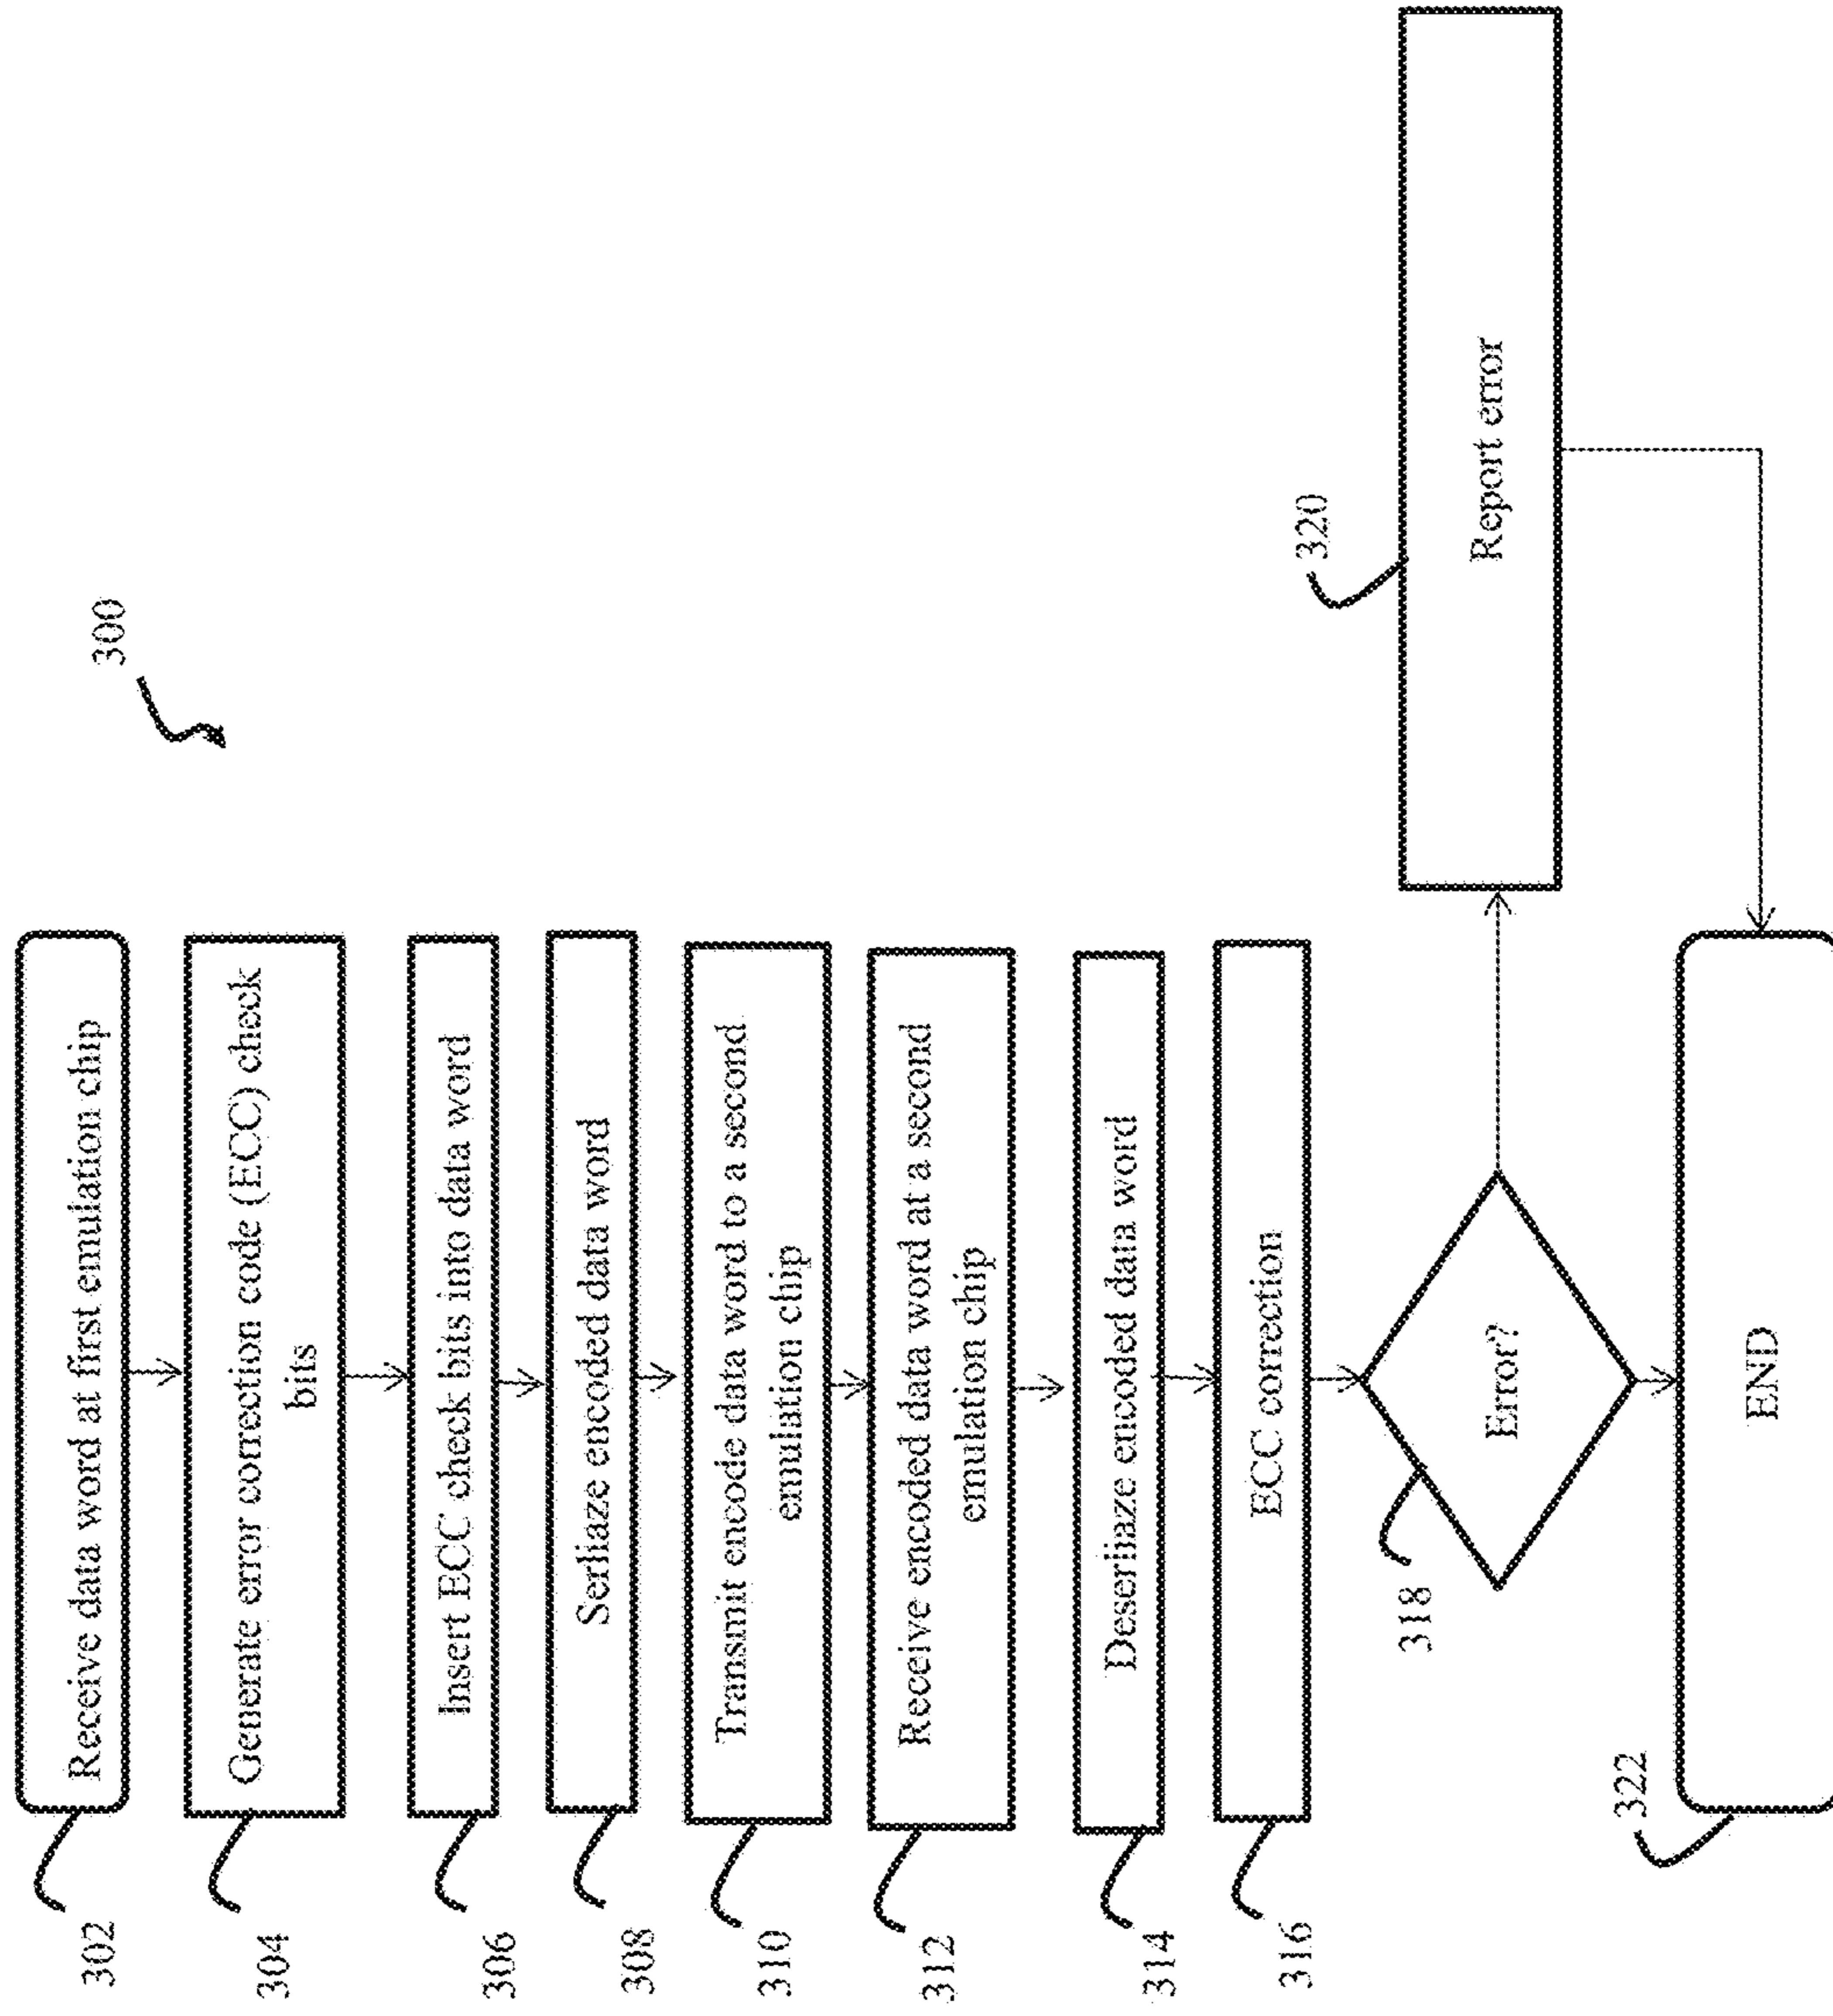 300
302
Receive data word at first emulation chip
304
Generate error correction code (ECC) check
bits
306
Insert ECC check bits into data word
308
Serliaze encoded data word
310
Transmit encode data word to a second
emulation chip
312
Receive encoded data word at a second
emulation chip
314
Deserliaze encoded data word
316
ECC correction
318
Error?
320
Report error
322
END